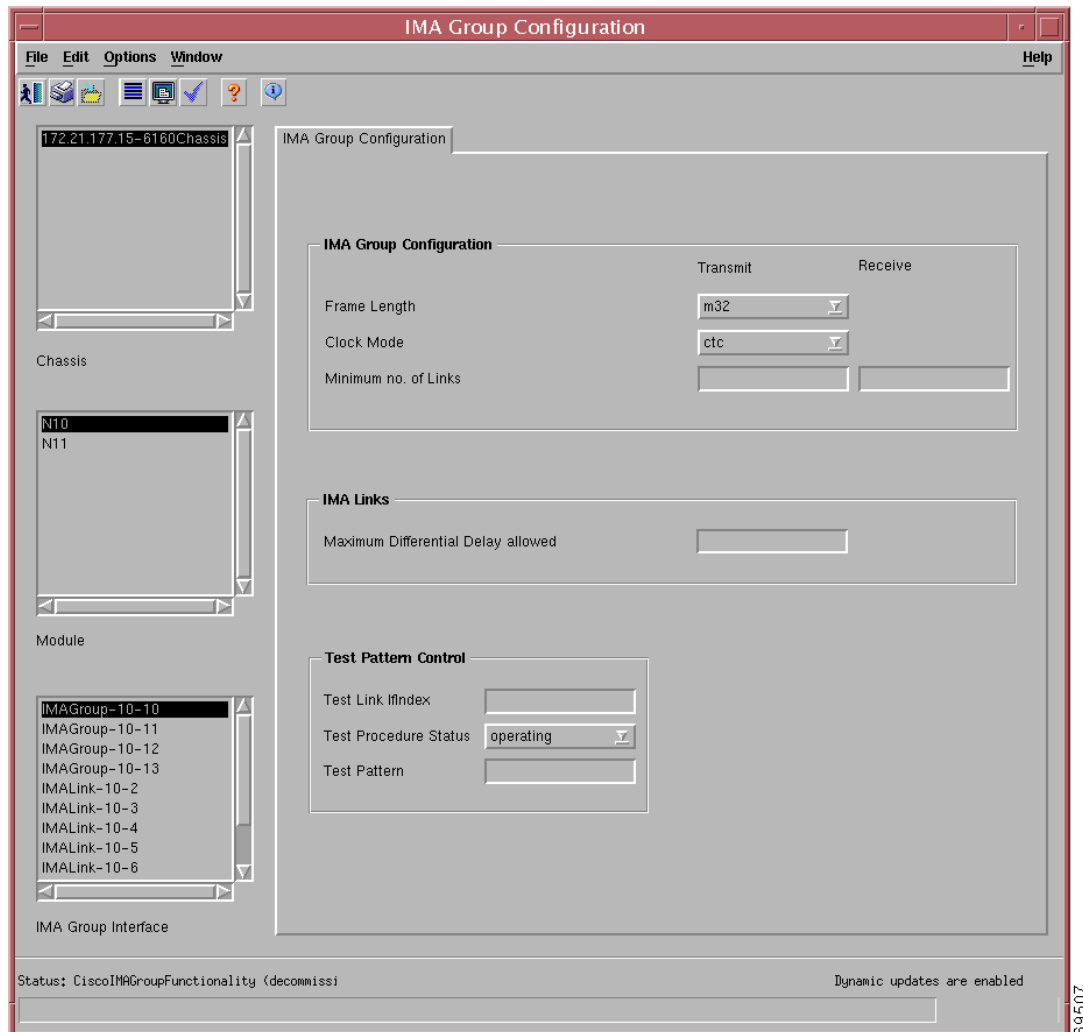 IMA Group Configuration
File Edit Options Window Help
172.21.177.15-6160Chassis
Chassis
N10
N11
Module
IMAGroup-10-10
IMAGroup-10-11
IMAGroup-10-12
IMAGroup-10-13
IMALink-10-2
IMALink-10-3
IMALink-10-4
IMALink-10-5
IMALink-10-6
IMA Group Interface
IMA Group Configuration
IMA Group Configuration
Transmit Receive
Frame Length m32
Clock Mode ctc
Minimum no. of Links
IMA Links
Maximum Differential Delay allowed
Test Pattern Control
Test Link IfIndex
Test Procedure Status operating
Test Pattern
Status: CiscoIMAGroupFunctionality (decommissi Dynamic updates are enabled